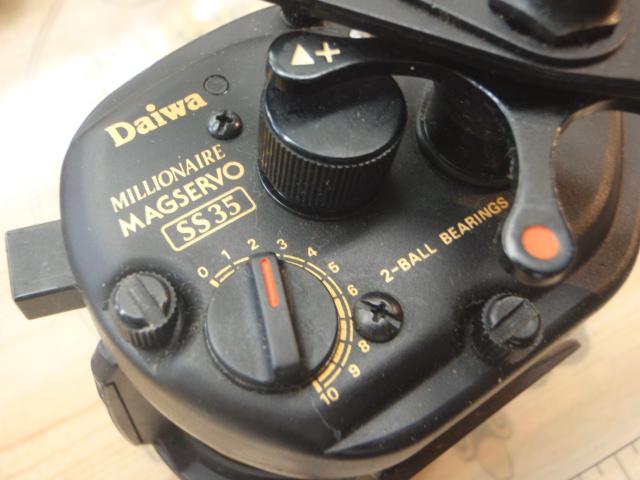 Daiwa
MILLIONAIRE
MAGSERVO
SS35
2-BALL BEARINGS
0 1 2 3 4 5 6 8 9 10
+